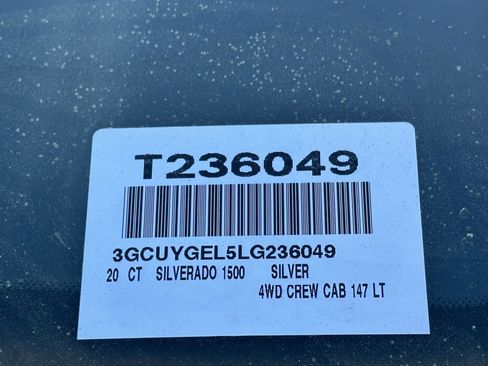 T236049
3GCUYGEL5LG236049
20 CT SILVERADO 1500 SILVER
4WD CREW CAB 147 LT